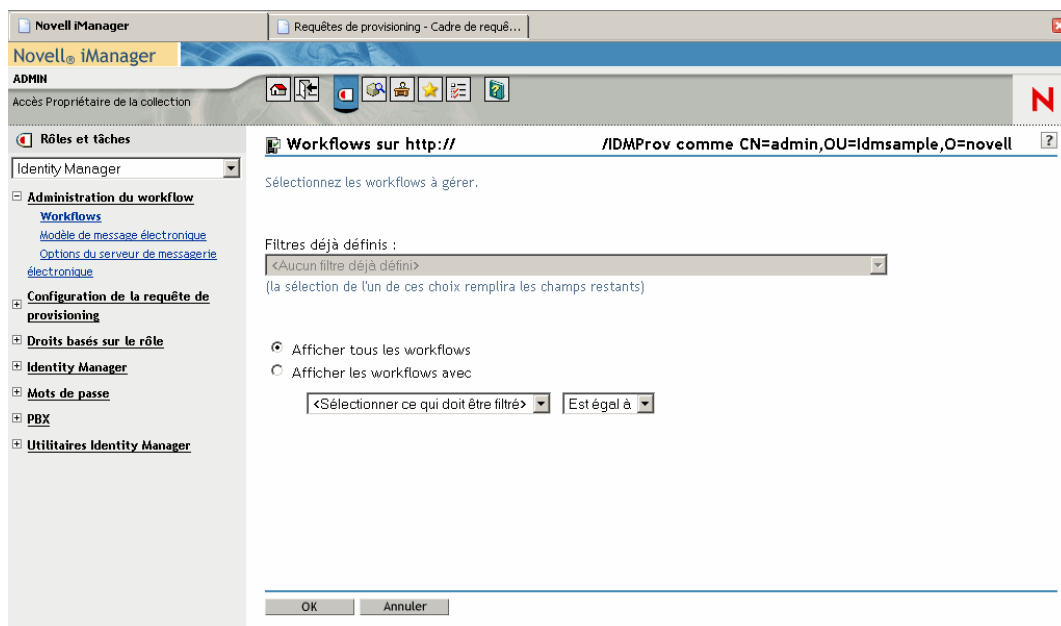 Novell iManager
Requêtes de provisioning - Cadre de requê...
Novell® iManager
ADMIN
Accès Propriétaire de la collection
N
Rôles et tâches
Identity Manager
Administration du workflow
Workflows
Modèle de message électronique
Options du serveur de messagerie
électronique
Configuration de la requête de
provisioning
Droits basés sur le rôle
Identity Manager
Mots de passe
PBX
Utilitaires Identity Manager
Workflows sur http:// /IDMProv comme CN=admin,OU=Idmsample,O=novell
?
Sélectionnez les workflows à gérer.
Filtres déjà définis :
<Aucun filtre déjà défini>
(la sélection de l'un de ces choix remplira les champs restants)
Afficher tous les workflows
Afficher les workflows avec
<Sélectionner ce qui doit être filtré> Est égal à
OK Annuler